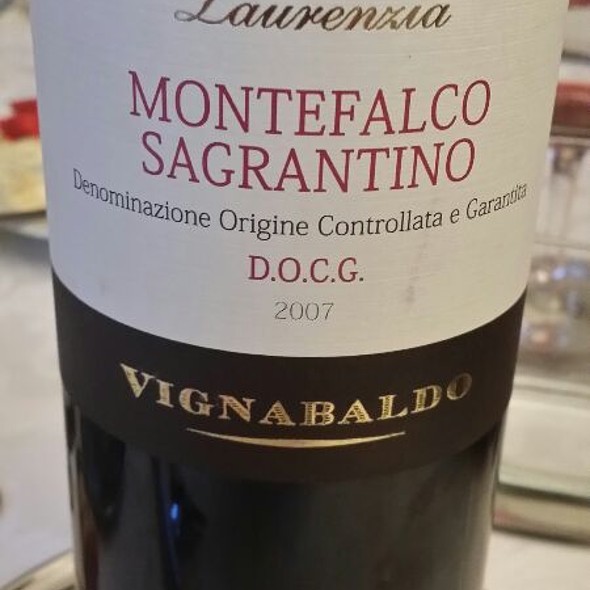 Laurenzia
MONTEFALCO
SAGRANTINO
Denominazione Origine Controllata e Garantita
D.O.C.G.
2007
VIGNABALDO